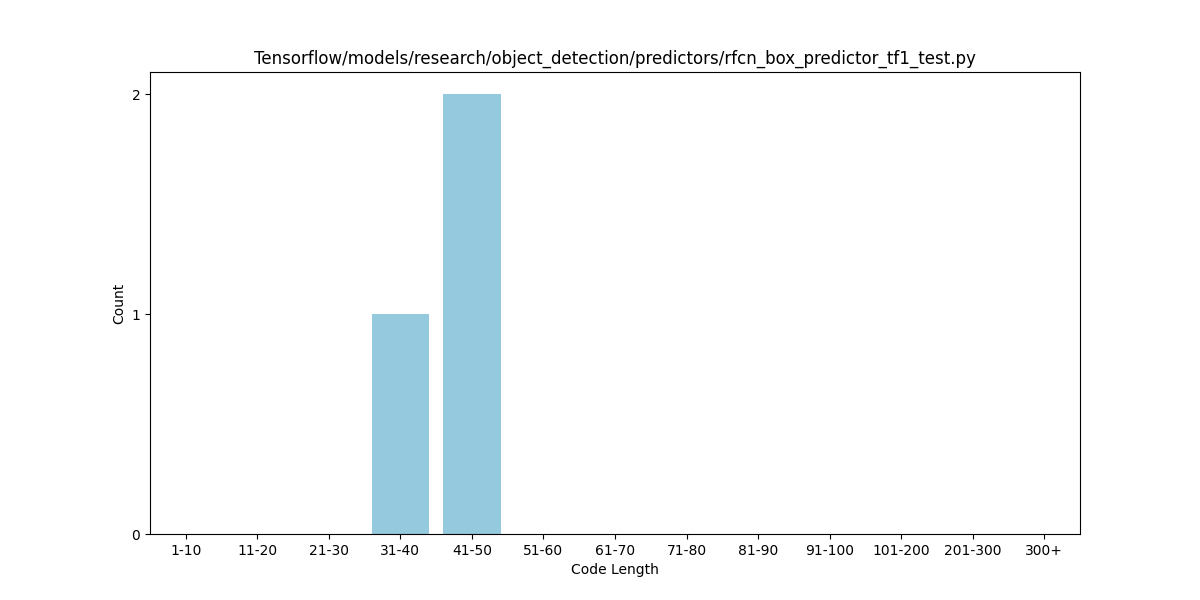 Tensorflow/models/research/object_detection/predictors/rfcn_box_predictor_tf1_test.py
2
1
0
Count
1-10 11-20 21-30 31-40 41-50 51-60 61-70 71-80 81-90 91-100 101-200 201-300 300+
Code Length